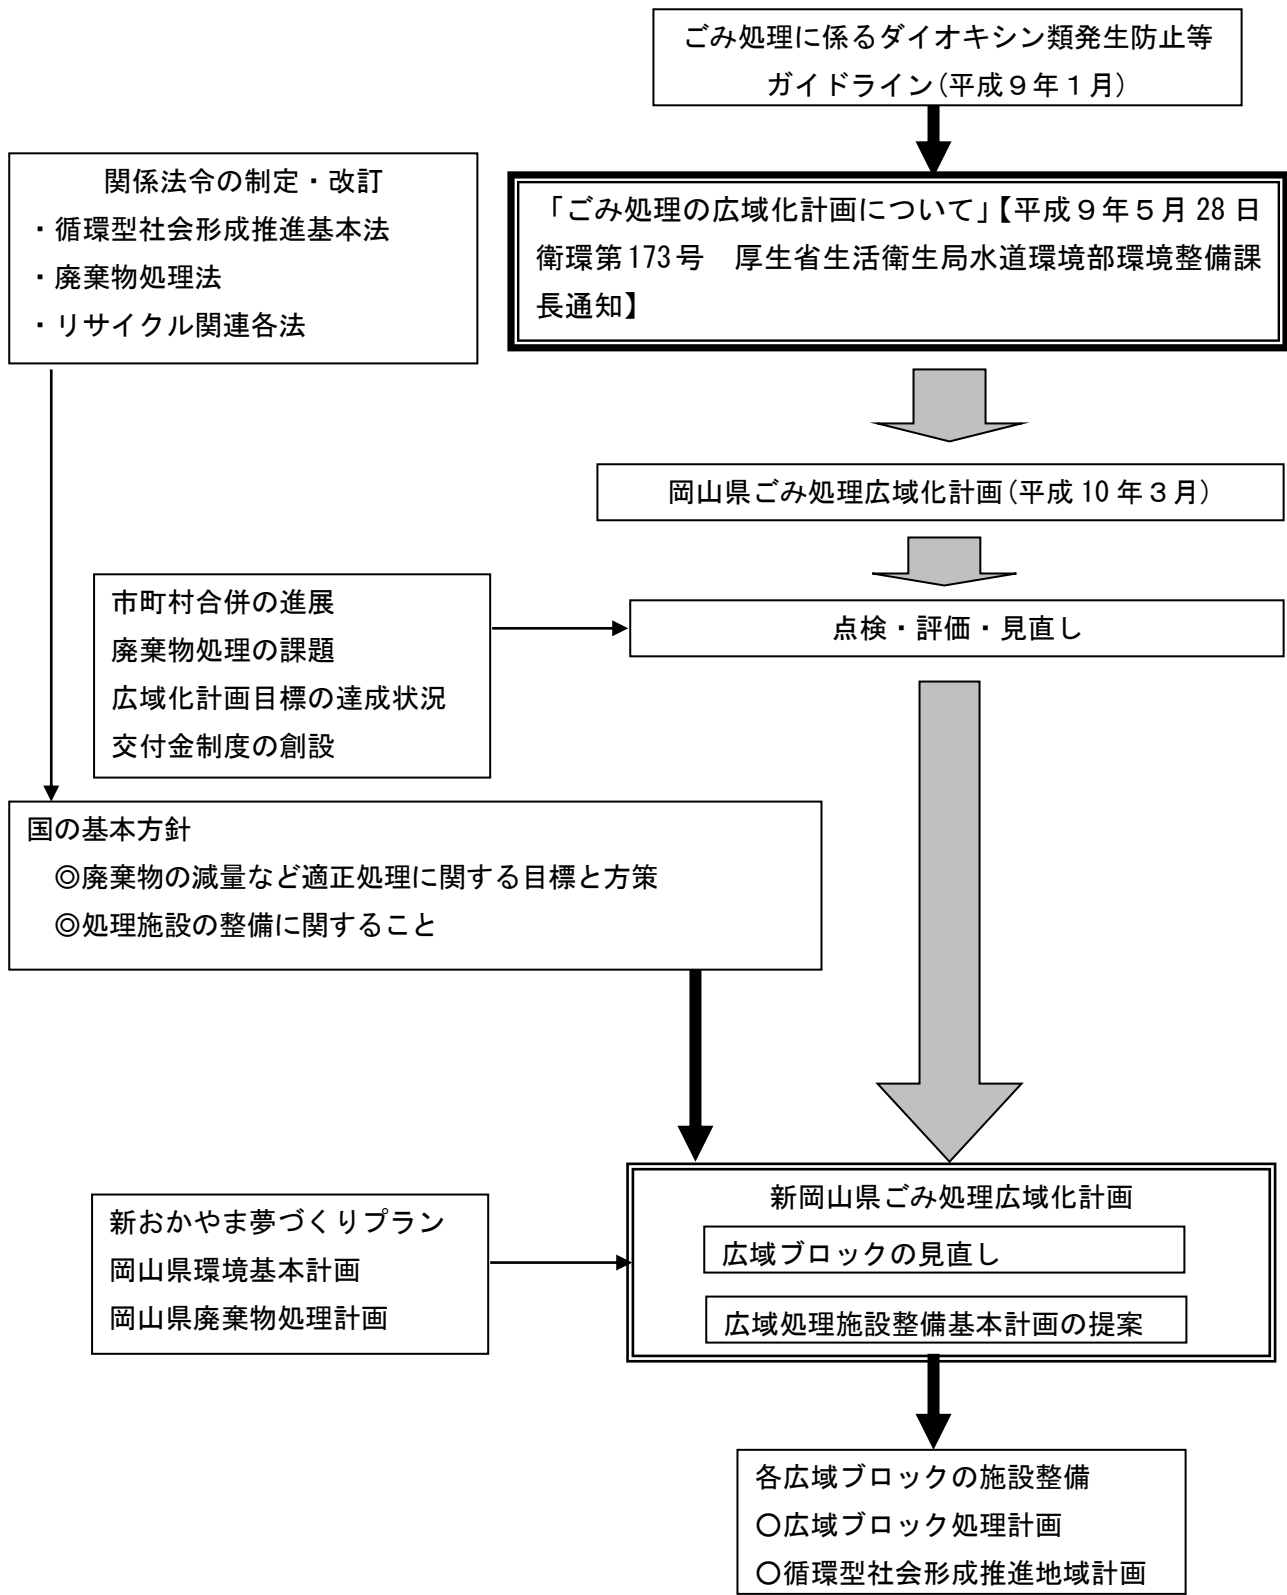 ごみ処理に係るダイオキシン類発生防止等
ガイドライン(平成９年１月)
関係法令の制定・改訂
・循環型社会形成推進基本法
・廃棄物処理法
・リサイクル関連各法
「ごみ処理の広域化計画について」【平成９年５月28日
衛環第173号　厚生省生活衛生局水道環境部環境整備課
長通知】
岡山県ごみ処理広域化計画(平成10年３月)
市町村合併の進展
廃棄物処理の課題
広域化計画目標の達成状況
交付金制度の創設
点検・評価・見直し
国の基本方針
◎廃棄物の減量など適正処理に関する目標と方策
◎処理施設の整備に関すること
新おかやま夢づくりプラン
岡山県環境基本計画
岡山県廃棄物処理計画
新岡山県ごみ処理広域化計画
広域ブロックの見直し
広域処理施設整備基本計画の提案
各広域ブロックの施設整備
○広域ブロック処理計画
○循環型社会形成推進地域計画